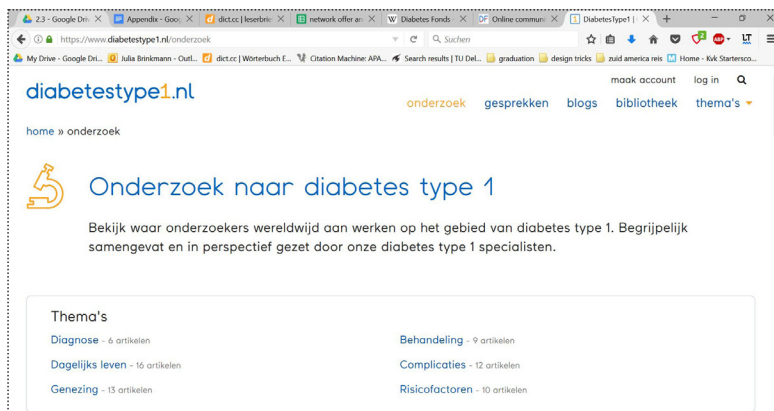 2.3 - Google Driv
Appendix - Goog
dict.cc | leserbrie
network offer an
Diabetes Fonds
Online communi
DiabetesType1 |
https://www.diabetestype1.nl/onderzoek
Suchen
My Drive - Google Dri...
Julia Brinkmann - Outl...
dict.cc | Wörterbuch E...
Citation Machine: APA...
Search results | TU Del...
graduation
design tricks
zuid america reis
Home - Kvk Startersco...
maak account log in
diabetestype1.nl
onderzoek gesprekken blogs bibliotheek thema's
home » onderzoek
Onderzoek naar diabetes type 1
Bekijk waar onderzoekers wereldwijd aan werken op het gebied van diabetes type 1. Begrijpelijk
samengevat en in perspectief gezet door onze diabetes type 1 specialisten.
Thema's
Diagnose - 6 artikelen
Behandeling - 9 artikelen
Dagelijks leven - 16 artikelen
Complicaties - 12 artikelen
Genezing - 13 artikelen
Risicofactoren - 10 artikelen